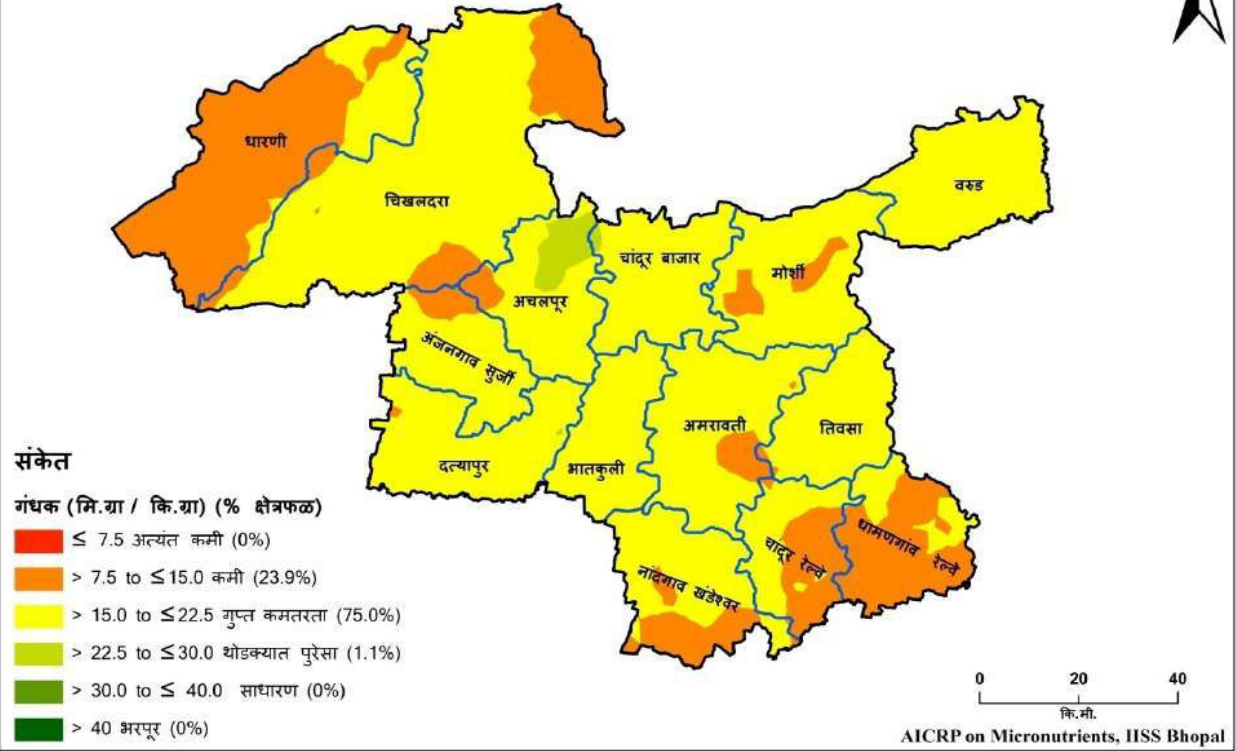 धारणी
वरुड
चिखलदरा
चांदूर बाजार
मोर्शी
अचलपूर
अंजनगाव सुर्जी
अमरावती
तिवसा
दत्यापुर
भातकुली
धामणगांव रेल्वे
चांदूर रेल्वे
नांदगाव खंडेश्वर
संकेत
गंधक (मि.ग्रा / कि.ग्रा) (% क्षेत्रफळ)
≤ 7.5 अत्यंत कमी (0%)
> 7.5 to ≤15.0 कमी (23.9%)
> 15.0 to ≤22.5 गुप्त कमतरता (75.0%)
> 22.5 to ≤30.0 थोडक्यात पुरेसा (1.1%)
> 30.0 to ≤ 40.0 साधारण (0%)
> 40 भरपूर (0%)
0 20 40
कि.मी.
AICRP on Micronutrients, IISS Bhopal